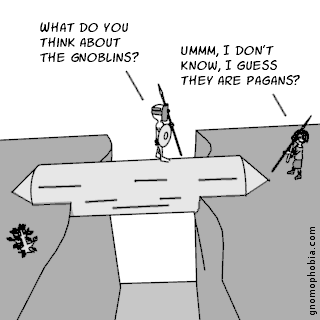 WHAT DO YOU
THINK ABOUT
THE GNOBLINS?
UMMM, I DON'T
KNOW, I GUESS
THEY ARE PAGANS?
gnomophobia.com